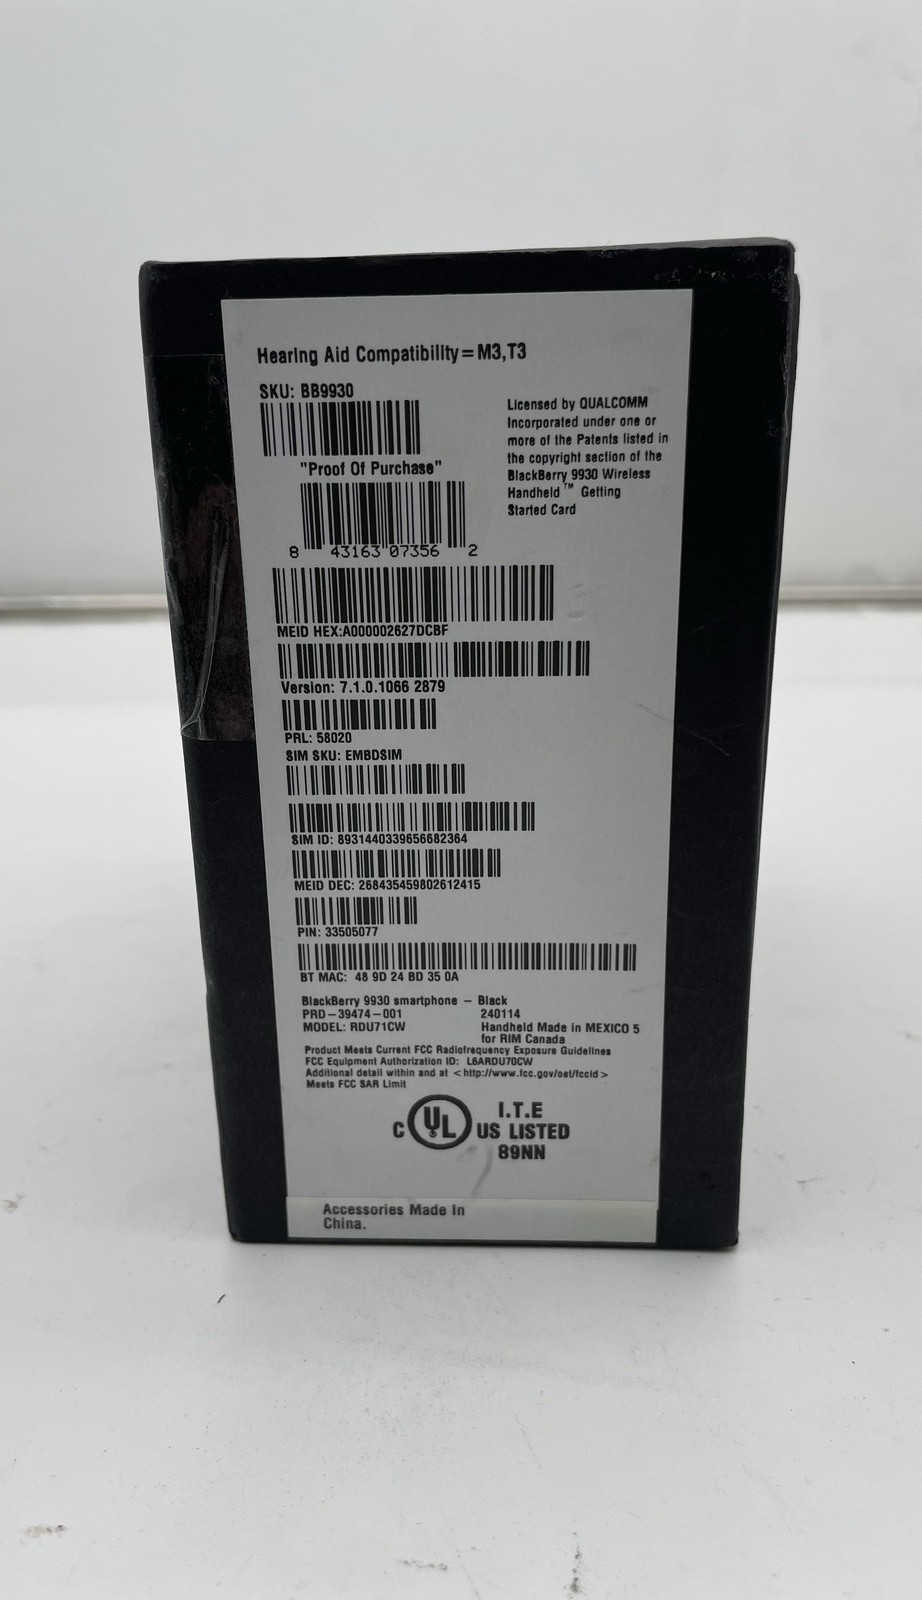 Hearing Aid Compatibility = M3,T3
SKU: BB9930
Licensed by QUALCOMM
Incorporated under one or
more of the Patents listed in
the copyright section of the
BlackBerry 9930 Wireless
Handheld™ Getting
Started Card
"Proof Of Purchase"
8 43163 07356 2
MEID HEX:A000002627DCBF
Version: 7.1.0.1066 2879
PRL: 58020
SIM SKU: EMBDSIM
SIM ID: 8931440339656682364
MEID DEC: 268435459802612415
PIN: 33505077
BT MAC: 48 9D 24 BD 35 0A
BlackBerry 9930 smartphone - Black
PRD-39474-001 240114
MODEL: RDU71CW Handheld Made in MEXICO 5
for RIM Canada
Product Meets Current FCC Radiofrequency Exposure Guidelines
FCC Equipment Authorization ID: L6ARDU70CW
Additional detail within and at <http://www.fcc.gov/oet/fccid>
Meets FCC SAR Limit
C UL US LISTED
I.T.E
89NN
Accessories Made In
China.